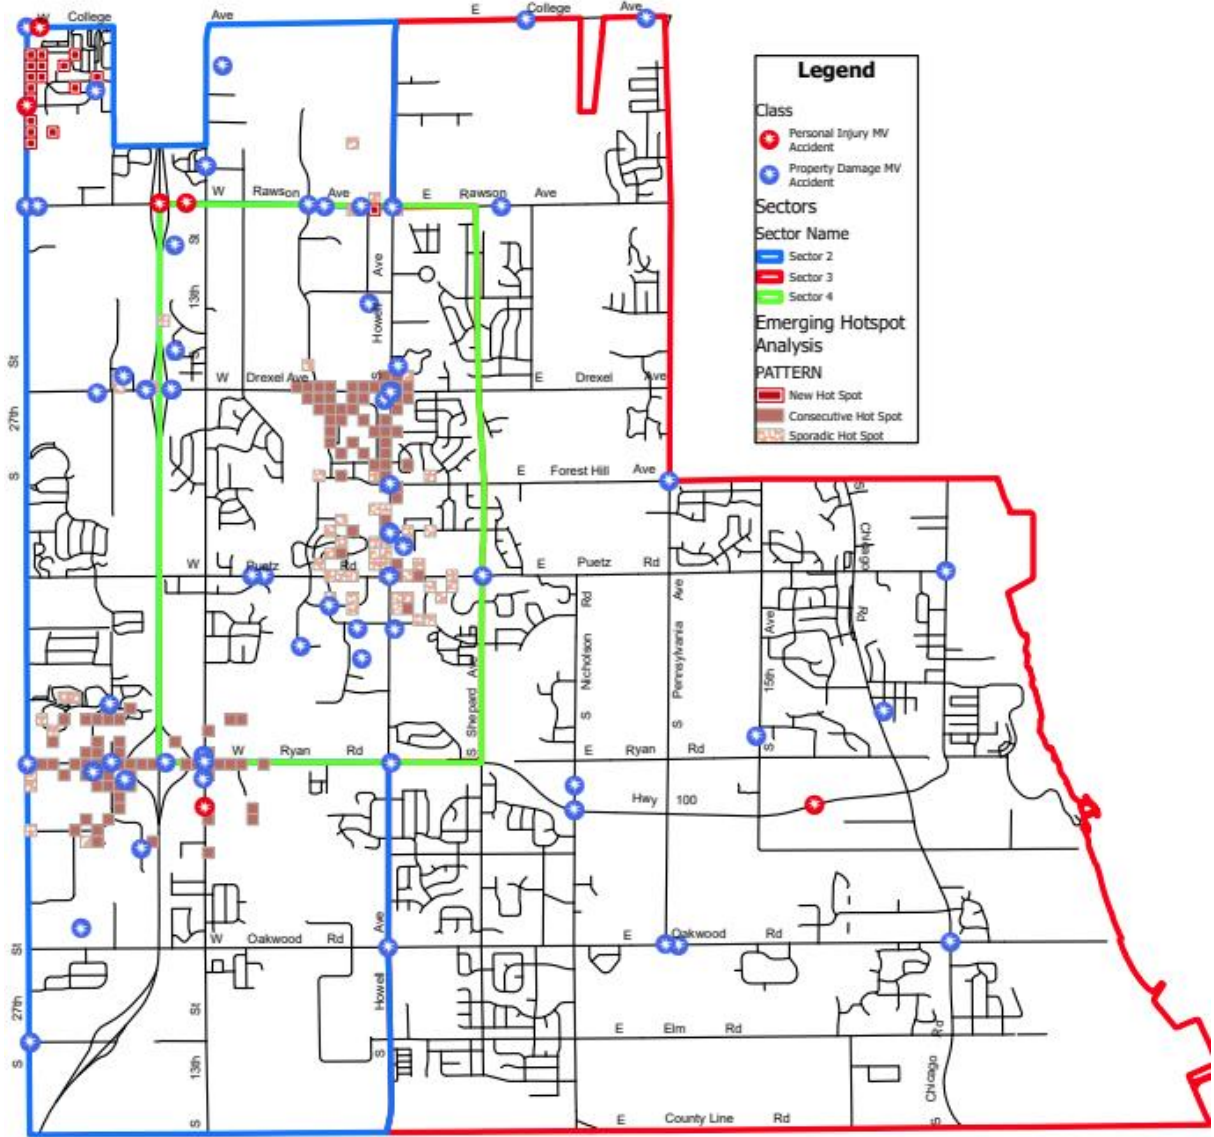 W College Ave E College Ave
Legend
Class
Personal Injury MV
Accident
Property Damage MV
Accident
Sectors
Sector Name
Sector 2
Sector 3
Sector 4
Emerging Hotspot
Analysis
PATTERN
New Hot Spot
Consecutive Hot Spot
Sporadic Hot Spot
W Rawson Ave E Rawson Ave
St
13th
S
Ave
Howell
S
St
27th
S
W Drexel Ave E Drexel Ave
E Forest Hill Ave
S
Chicago
Rd
W Puetz Rd E Puetz Rd
Rd
Nicholson
S
Ave
Pennsylvania
S
Ave
15th
S
Ave
Shepard
S
W Ryan Rd E Ryan Rd
Hwy 100
W Oakwood Rd E Oakwood Rd
St
27th
S
St
13th
S
Ave
Howell
S
E Elm Rd
Rd
Chicago
S
E County Line Rd